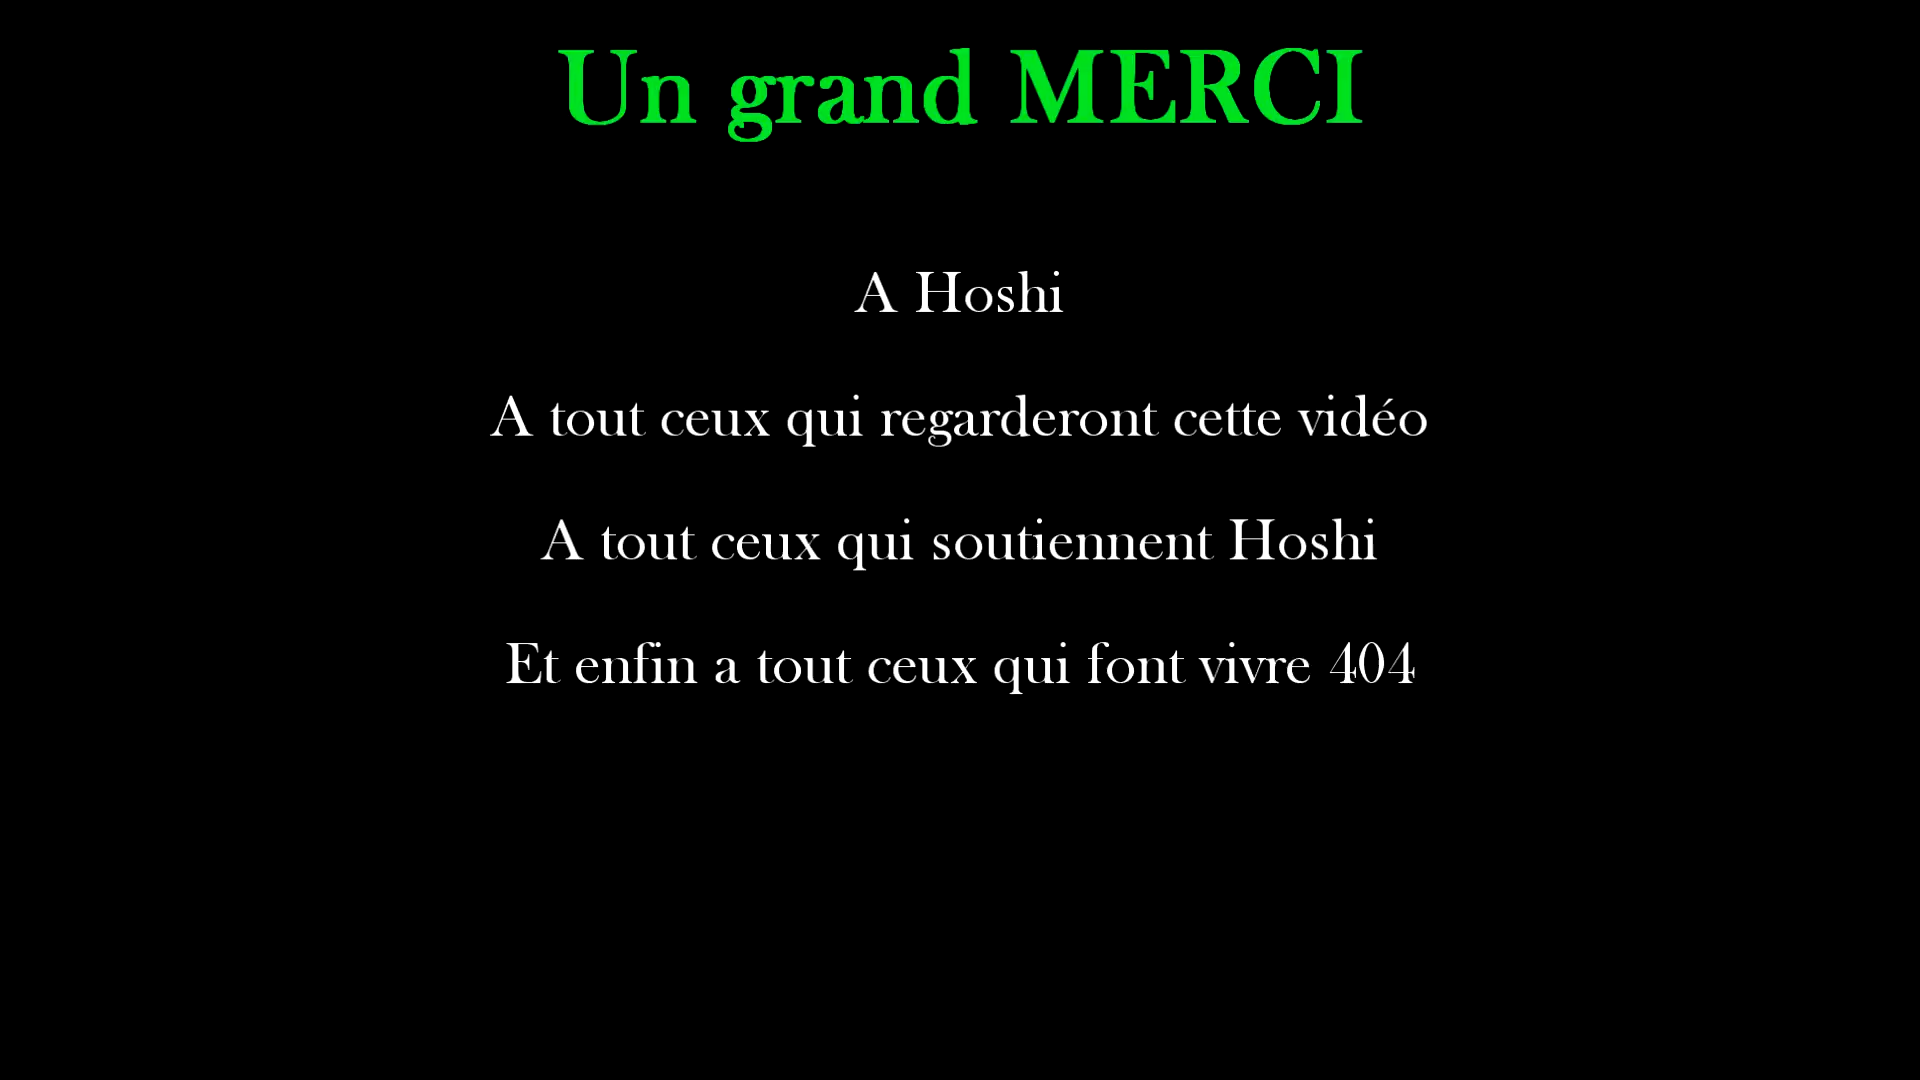 Un grand MERCI
A Hoshi
A tout ceux qui regarderont cette vidéo
A tout ceux qui soutiennent Hoshi
Et enfin a tout ceux qui font vivre 404